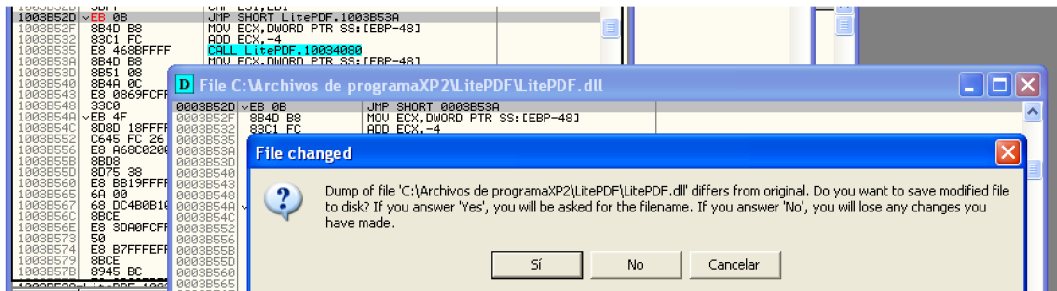 1003B52D EB 0B JMP SHORT LitePDF.1003B53A
1003B52F 8B4D B8 MOV ECX,DWORD PTR SS:[EBP-48]
1003B532 83C1 FC ADD ECX,-4
1003B535 E8 468BFFFF CALL LitePDF.10034080
1003B53A 8B4D B8 MOV ECX,DWORD PTR SS:[EBP-48]
1003B53D 8B51 08
1003B540 8B4A 0C
1003B543 E8 0869FCFF
1003B548 33C0
1003B54A EB 4F
1003B54C 8D8D 18FFFF
1003B552 C645 FC 26
1003B556 E8 A68C0200
1003B55B 8BD8
1003B55D 8D75 38
1003B560 E8 BB19FFFF
1003B565 6A 00
1003B567 68 DC4B0B10
1003B56C 8BCE
1003B56E E8 3DA0FCFF
1003B573 50
1003B574 E8 B7FFFEFF
1003B579 8BCE
1003B57B 8945 BC
D File C:\Archivos de programaXP2\LitePDF\LitePDF.dll
0003B52D EB 0B JMP SHORT 0003B53A
0003B52F 8B4D B8 MOV ECX,DWORD PTR SS:[EBP-48]
0003B532 83C1 FC ADD ECX,-4
0003B535
0003B53A
0003B53D
0003B540
0003B543
0003B548
0003B54A
0003B54C
0003B552
0003B556
0003B55B
0003B55D
0003B560
0003B565
File changed
Dump of file 'C:\Archivos de programaXP2\LitePDF\LitePDF.dll' differs from original. Do you want to save modified file
to disk? If you answer 'Yes', you will be asked for the filename. If you answer 'No', you will lose any changes you
have made.
Sí No Cancelar